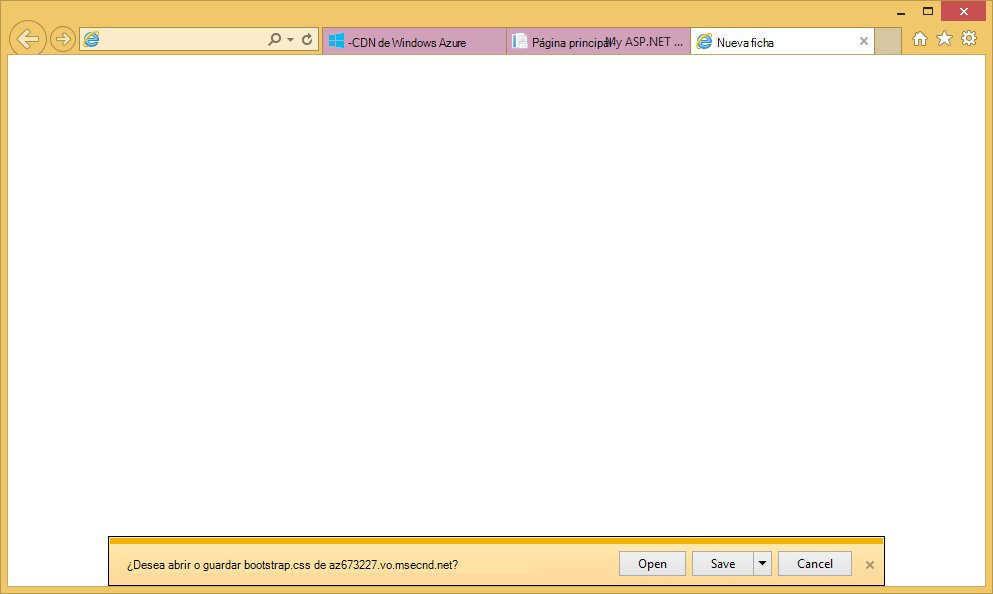 -CDN de Windows Azure
Página principal My ASP.NET ...
Nueva ficha
¿Desea abrir o guardar bootstrap.css de az673227.vo.msecnd.net?
Open
Save
Cancel